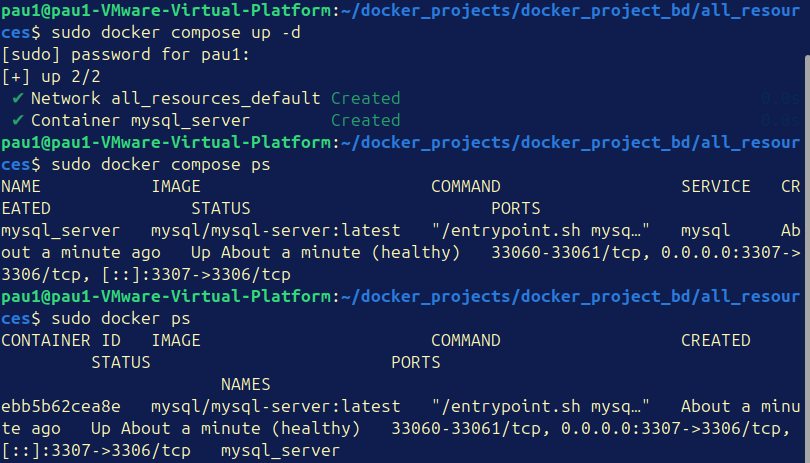 pau1@pau1-VMware-Virtual-Platform:~/docker_projects/docker_project_bd/all_resour
ces$ sudo docker compose up -d
[sudo] password for pau1:
[+] up 2/2
✔ Network all_resources_default Created 0.0s
✔ Container mysql_server Created 0.0s
pau1@pau1-VMware-Virtual-Platform:~/docker_projects/docker_project_bd/all_resour
ces$ sudo docker compose ps
NAME IMAGE COMMAND SERVICE CR
EATED STATUS PORTS
mysql_server mysql/mysql-server:latest "/entrypoint.sh mysq…" mysql Ab
out a minute ago Up About a minute (healthy) 33060-33061/tcp, 0.0.0.0:3307->
3306/tcp, [::]:3307->3306/tcp
pau1@pau1-VMware-Virtual-Platform:~/docker_projects/docker_project_bd/all_resour
ces$ sudo docker ps
CONTAINER ID IMAGE COMMAND CREATED
STATUS PORTS
NAMES
ebb5b62cea8e mysql/mysql-server:latest "/entrypoint.sh mysq…" About a minu
te ago Up About a minute (healthy) 33060-33061/tcp, 0.0.0.0:3307->3306/tcp,
[::]:3307->3306/tcp mysql_server